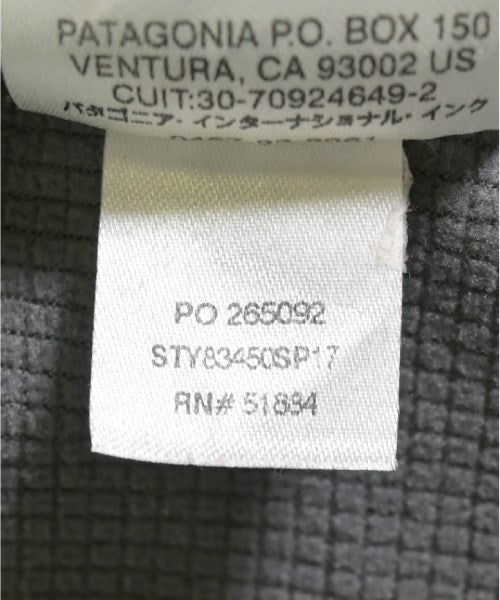 PATAGONIA P.O. BOX 150
VENTURA, CA 93002 US
CUIT:30-70924649-2
パタゴニア・インターナショナル・インク
PO 265092
STY83450SP17
RN# 51884